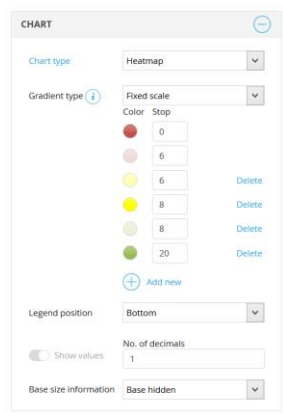 CHART
Chart type Heatmap
Gradient type i Fixed scale
Color Stop
0
6
6 Delete
8 Delete
8 Delete
20 Delete
Add new
Legend position Bottom
No. of decimals
Show values 1
Base size information Base hidden